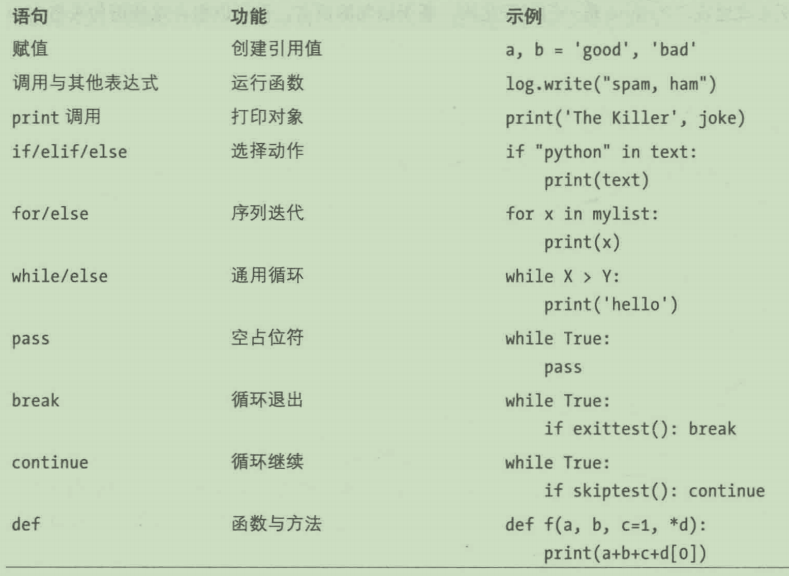 语句 功能 示例
赋值 创建引用值 a, b = 'good', 'bad'
调用与其他表达式 运行函数 log.write("spam, ham")
print 调用 打印对象 print('The Killer', joke)
if/elif/else 选择动作 if "python" in text:
print(text)
for/else 序列迭代 for x in mylist:
print(x)
while/else 通用循环 while X > Y:
print('hello')
pass 空占位符 while True:
pass
break 循环退出 while True:
if exittest(): break
continue 循环继续 while True:
if skiptest(): continue
def 函数与方法 def f(a, b, c=1, *d):
print(a+b+c+d[0])